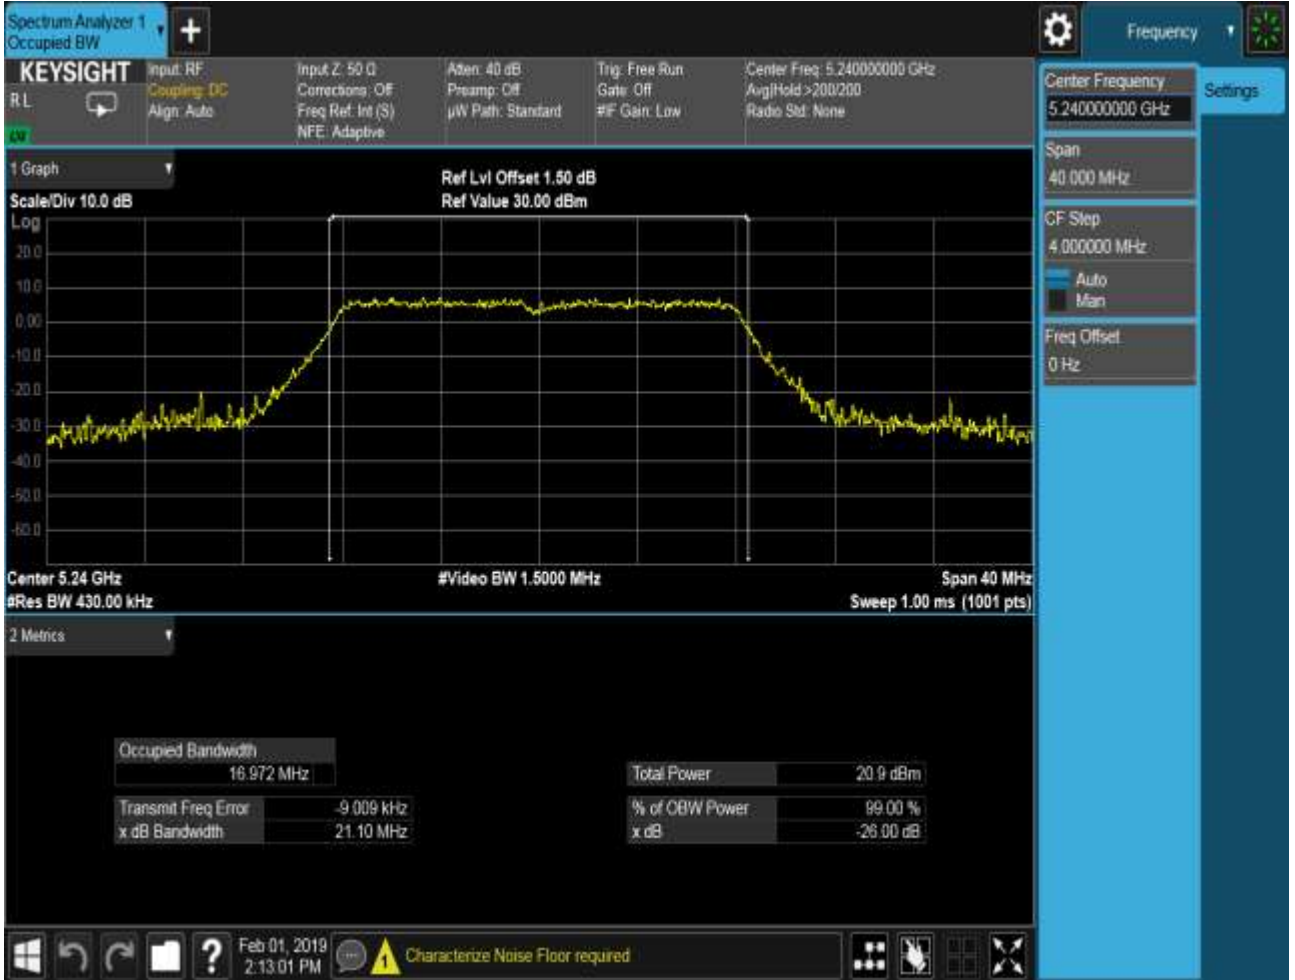 Spectrum Analyzer 1
Occupied BW
+
Frequency
KEYSIGHT
R L
Input: RF
Coupling: DC
Align: Auto
Input Z: 50 Ω
Corrections: Off
Freq Ref: Int (S)
NFE: Adaptive
Atten: 40 dB
Preamp: Off
µW Path: Standard
Trig: Free Run
Gate: Off
#IF Gain: Low
Center Freq: 5.240000000 GHz
Avg|Hold:>200/200
Radio Std: None
Center Frequency
5.240000000 GHz
Settings
Span
40.000 MHz
CF Step
4.000000 MHz
Auto
Man
Freq Offset
0 Hz
1 Graph
Scale/Div 10.0 dB
Ref Lvl Offset 1.50 dB
Ref Value 30.00 dBm
Log
20.0
10.0
0.00
-10.0
-20.0
-30.0
-40.0
-50.0
-60.0
Center 5.24 GHz
#Video BW 1.5000 MHz
Span 40 MHz
#Res BW 430.00 kHz
Sweep 1.00 ms (1001 pts)
2 Metrics
Occupied Bandwidth
16.972 MHz
Total Power 20.9 dBm
Transmit Freq Error -9.009 kHz
% of OBW Power 99.00 %
x dB Bandwidth 21.10 MHz
x dB -26.00 dB
?
Feb 01, 2019
2:13:01 PM
1
Characterize Noise Floor required